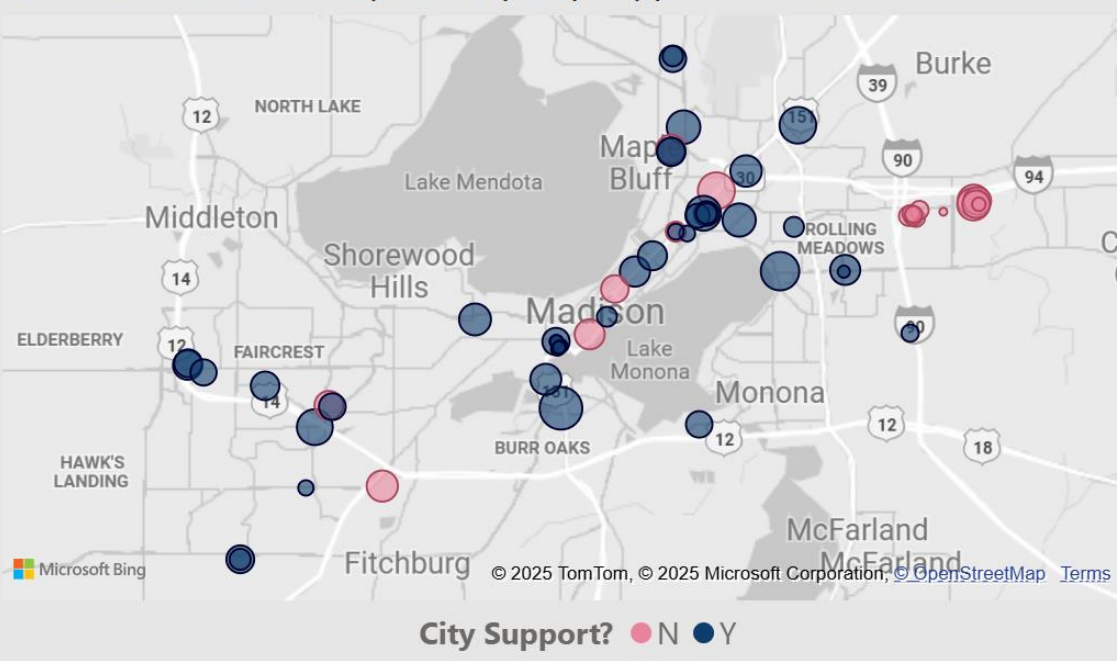 39
Burke
12
NORTH LAKE
151
Maple
Bluff
90
94
30
Lake Mendota
Middleton
ROLLING
MEADOWS
Shorewood
Hills
14
Madison
ELDERBERRY
12
FAIRCREST
Lake
Monona
90
14
151
Monona
12
12
18
BURR OAKS
HAWK'S
LANDING
McFarland
McFarland
Fitchburg
Microsoft Bing
© 2025 TomTom, © 2025 Microsoft Corporation, © OpenStreetMap Terms
City Support? N Y